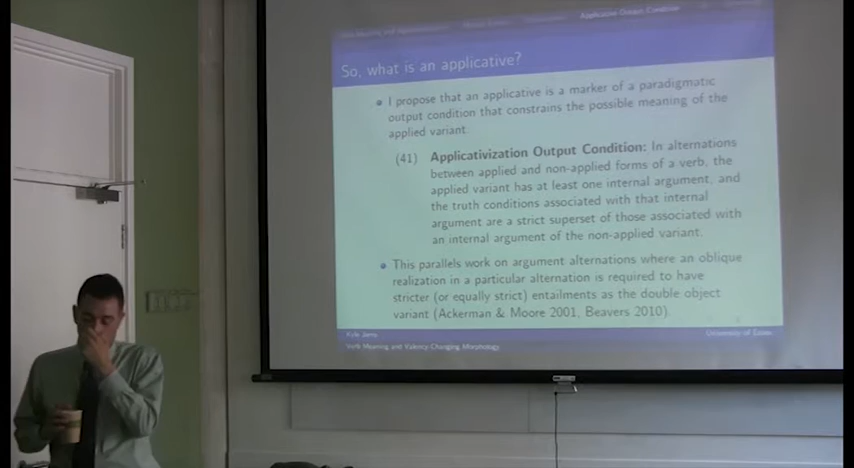 Applicative Output Condition
So, what is an applicative?
I propose that an applicative is a marker of a paradigmatic
output condition that constrains the possible meaning of the
applied variant.
(41) Applicativization Output Condition: In alternations
between applied and non-applied forms of a verb, the
applied variant has at least one internal argument, and
the truth conditions associated with that internal
argument are a strict superset of those associated with
an internal argument of the non-applied variant.
This parallels work on argument alternations where an oblique
realization in a particular alternation is required to have
stricter (or equally strict) entailments as the double object
variant (Ackerman & Moore 2001, Beavers 2010).
University of Essex
Verb Meaning and Valency-Changing Morphology